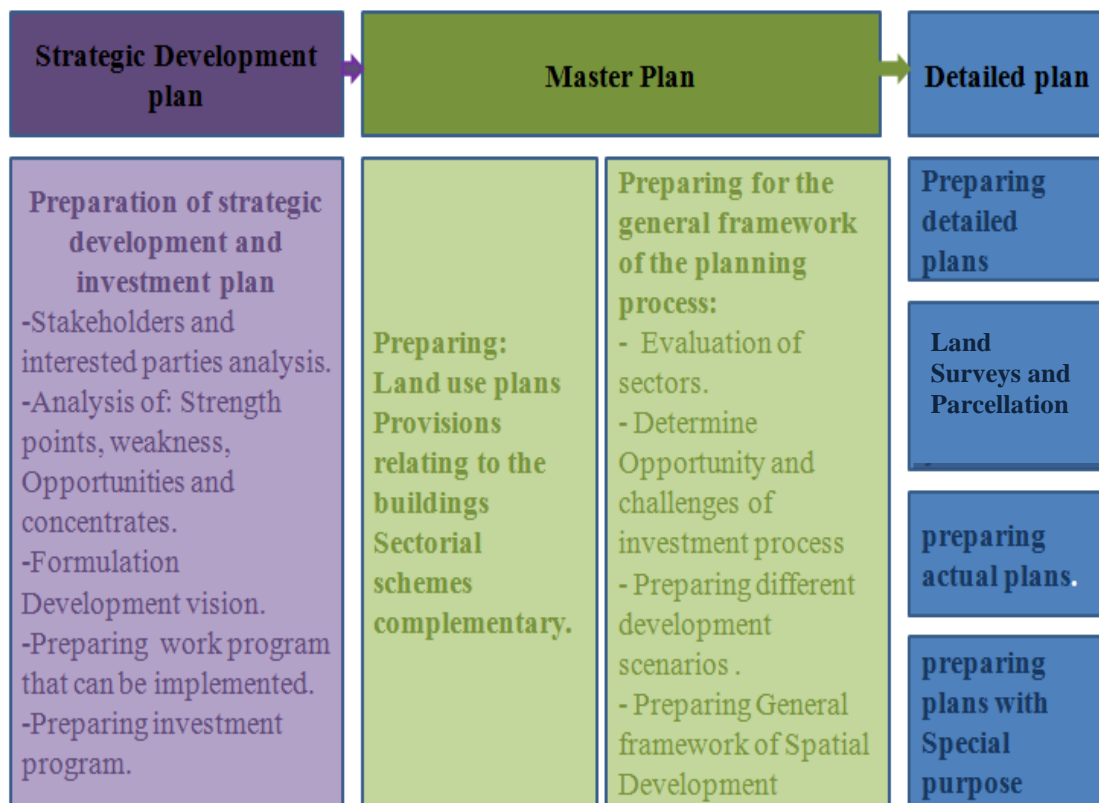 Strategic Development
plan
Master Plan
Detailed plan
Preparation of strategic
development and
investment plan
-Stakeholders and
interested parties analysis.
-Analysis of: Strength
points, weakness,
Opportunities and
concentrates.
-Formulation
Development vision.
-Preparing work program
that can be implemented.
-Preparing investment
program.
Preparing:
Land use plans
Provisions
relating to the
buildings
Sectorial
schemes
complementary.
Preparing for the
general framework
of the planning
process:
- Evaluation of
sectors.
- Determine
Opportunity and
challenges of
investment process
- Preparing different
development
scenarios .
- Preparing General
framework of Spatial
Development
Preparing
detailed
plans
Land
Surveys and
Parcellation
preparing
actual plans.
preparing
plans with
Special
purpose